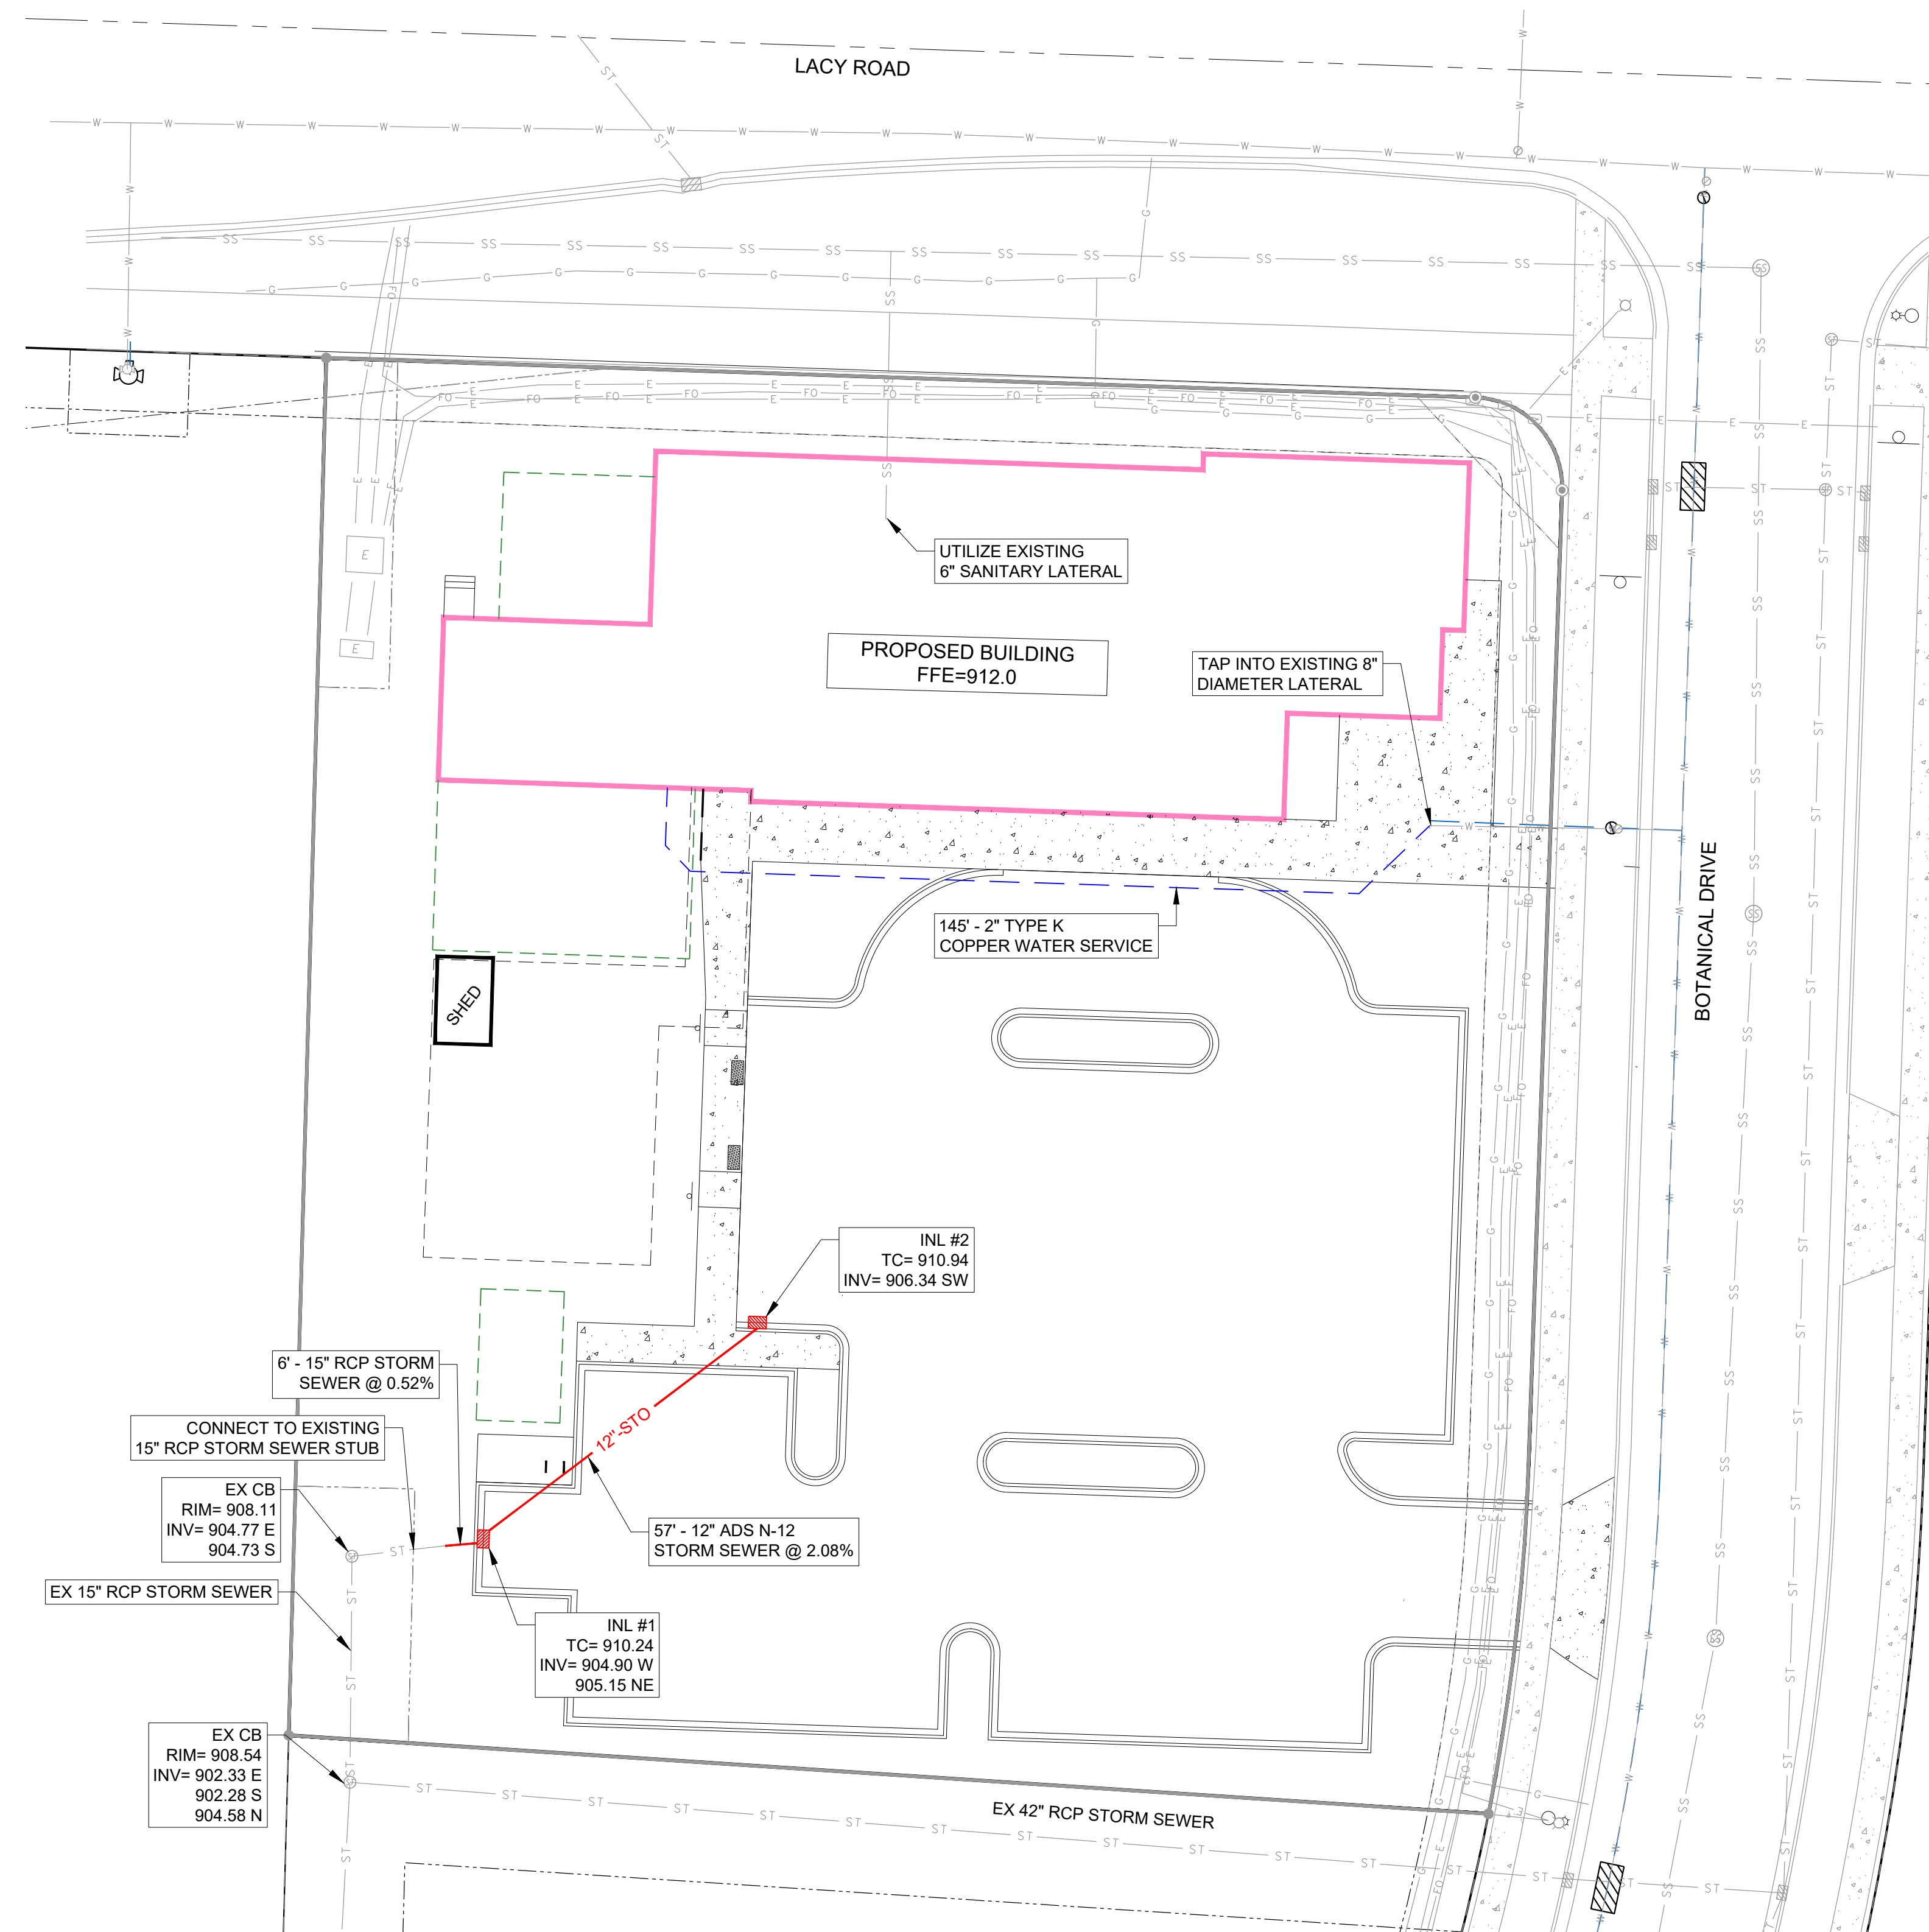 LACY ROAD
UTILIZE EXISTING
6" SANITARY LATERAL
PROPOSED BUILDING
FFE=912.0
TAP INTO EXISTING 8"
DIAMETER LATERAL
145' - 2" TYPE K
COPPER WATER SERVICE
BOTANICAL DRIVE
SHED
INL #2
TC= 910.94
INV= 906.34 SW
6' - 15" RCP STORM
SEWER @ 0.52%
CONNECT TO EXISTING
15" RCP STORM SEWER STUB
12"-STO
EX CB
RIM= 908.11
INV= 904.77 E
904.73 S
57' - 12" ADS N-12
STORM SEWER @ 2.08%
EX 15" RCP STORM SEWER
INL #1
TC= 910.24
INV= 904.90 W
905.15 NE
EX CB
RIM= 908.54
INV= 902.33 E
902.28 S
904.58 N
EX 42" RCP STORM SEWER